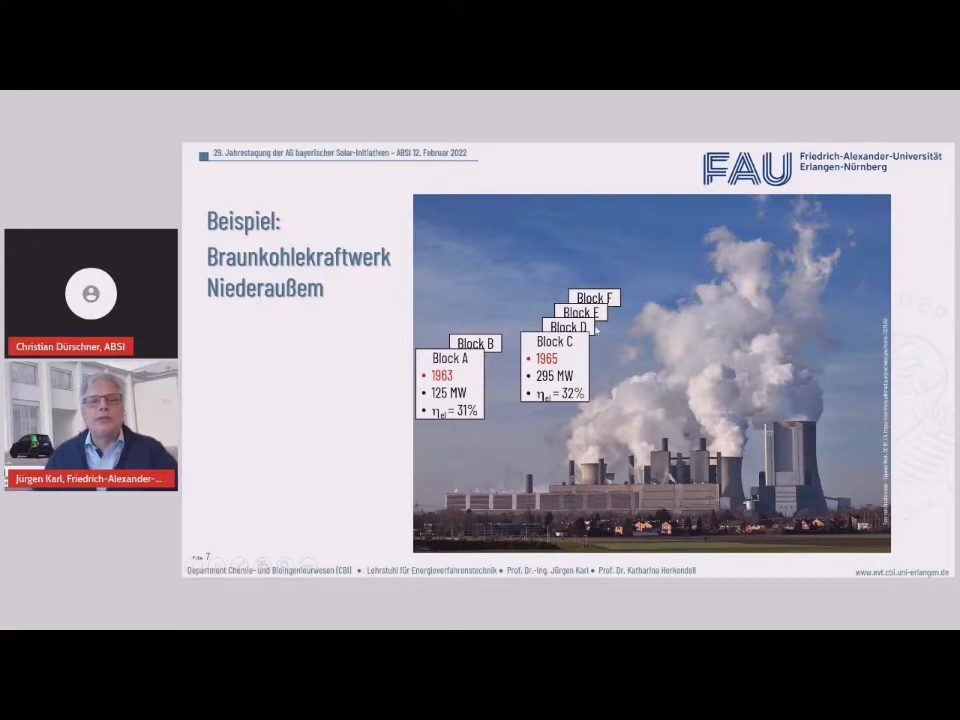 29. Jahrestagung der AG bayerischer Solar-Initiativen – ABSI 12. Februar 2022
FAU
Friedrich-Alexander-Universität
Erlangen-Nürnberg
Beispiel:
Braunkohlekraftwerk
Niederaußem
Block F
Block E
Block D
Block B
Block A
• 1963
• 125 MW
• ηel = 31%
Block C
• 1965
• 295 MW
• ηel = 32%
Christian Dürschner, ABSI
Jürgen Karl, Friedrich-Alexander-...
7
Department Chemie- und Bioingenieurwesen (CBI) • Lehrstuhl für Energieverfahrenstechnik • Prof. Dr.-Ing. Jürgen Karl • Prof. Dr. Katharina Herkendell
www.evt.cbi.uni-erlangen.de